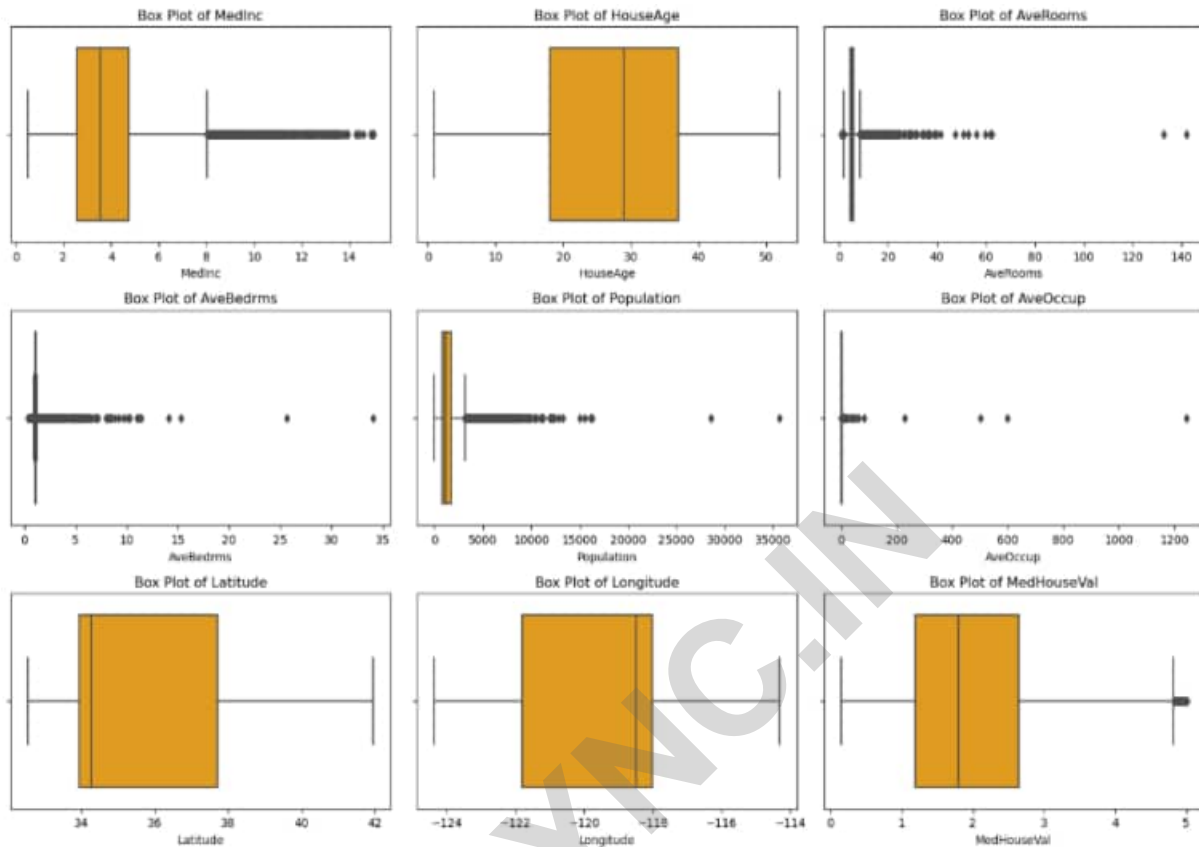 Box Plot of MedInc
Box Plot of HouseAge
Box Plot of AveRooms
0 2 4 6 8 10 12 14
0 10 20 30 40 50
0 20 40 60 80 100 120 140
MedInc
HouseAge
AveRooms
Box Plot of AveBedrms
Box Plot of Population
Box Plot of AveOccup
0 5 10 15 20 25 30 35
0 5000 10000 15000 20000 25000 30000 35000
0 200 400 600 800 1000 1200
AveBedrms
Population
AveOccup
Box Plot of Latitude
Box Plot of Longitude
Box Plot of MedHouseVal
34 36 38 40 42
−124 −122 −120 −118 −116 −114
0 1 2 3 4 5
Latitude
Longitude
MedHouseVal
YNC.IN